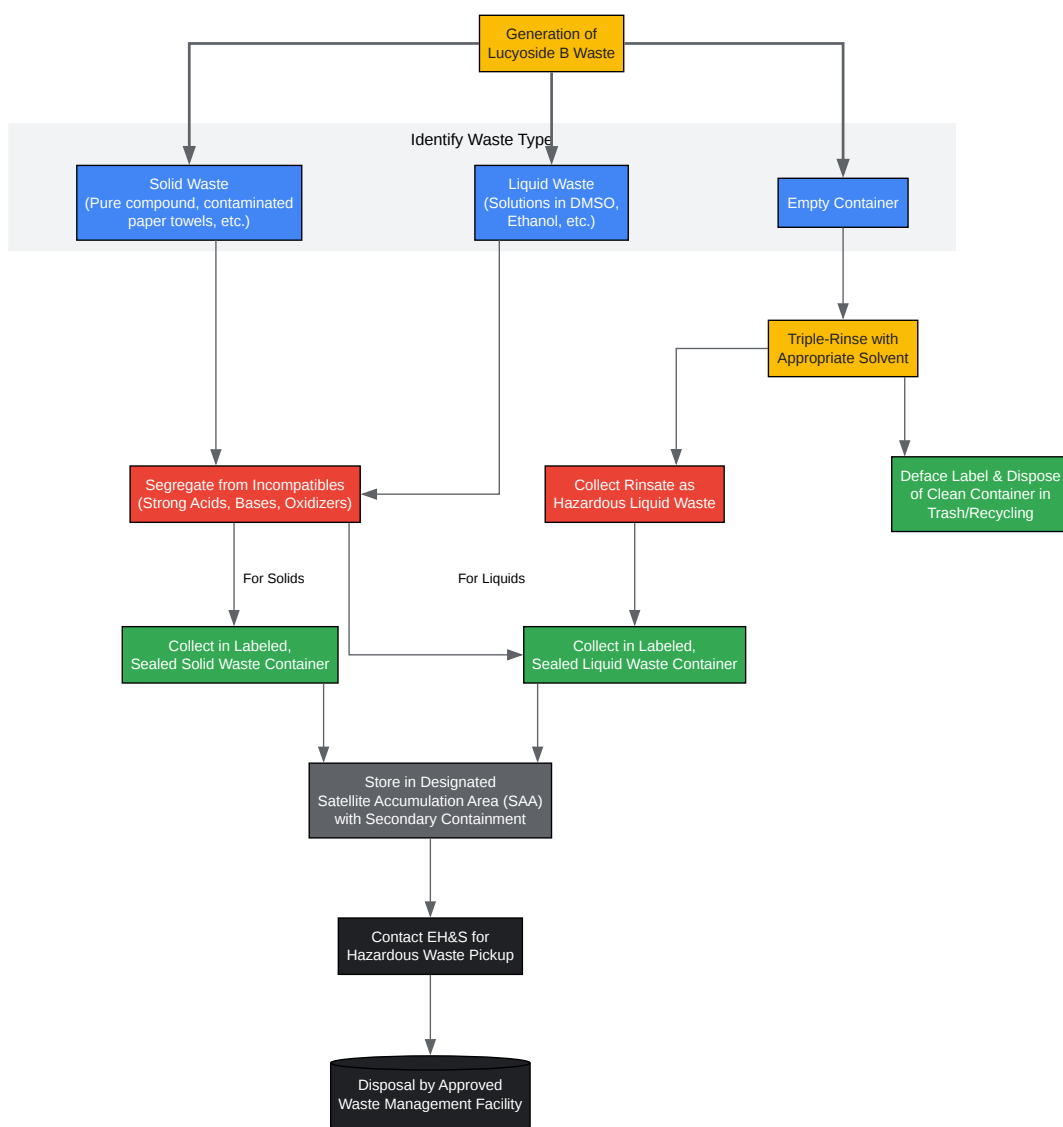 Generation of
Lucyoside B Waste
Identify Waste Type
Solid Waste
(Pure compound, contaminated
paper towels, etc.)
Liquid Waste
(Solutions in DMSO,
Ethanol, etc.)
Empty Container
Triple-Rinse with
Appropriate Solvent
Segregate from Incompatibles
(Strong Acids, Bases, Oxidizers)
Collect Rinsate as
Hazardous Liquid Waste
Deface Label & Dispose
of Clean Container in
Trash/Recycling
For Solids
For Liquids
Collect in Labeled,
Sealed Solid Waste Container
Collect in Labeled,
Sealed Liquid Waste Container
Store in Designated
Satellite Accumulation Area (SAA)
with Secondary Containment
Contact EH&S for
Hazardous Waste Pickup
Disposal by Approved
Waste Management Facility